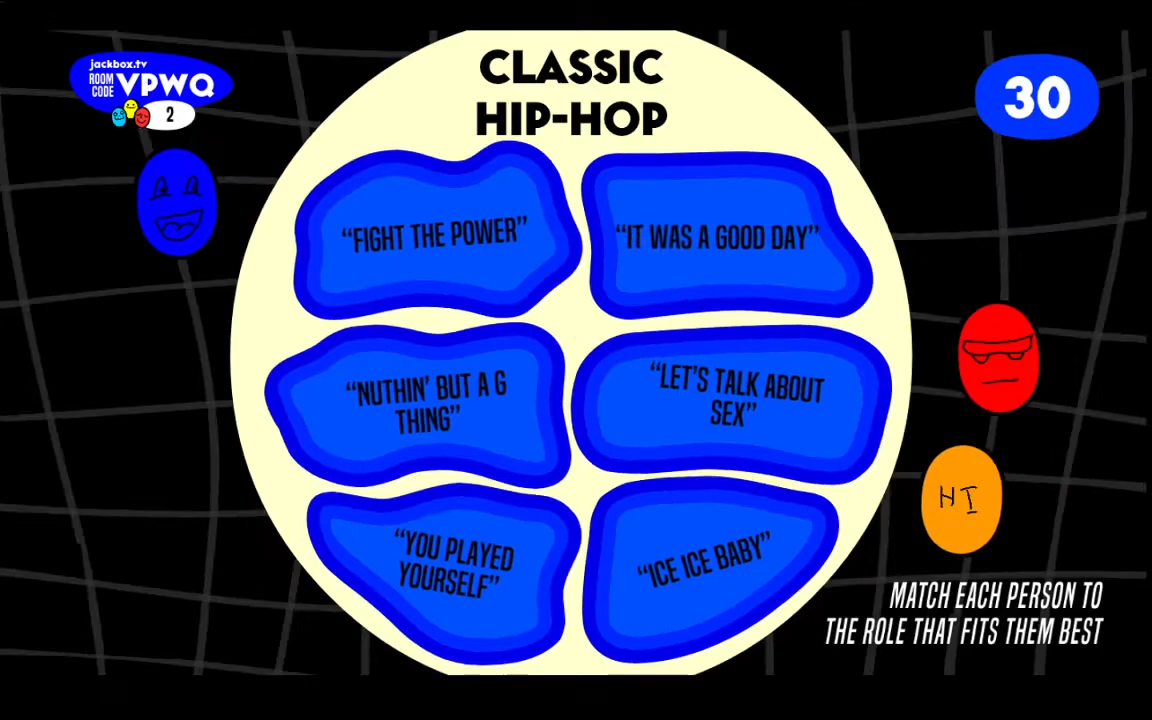 jackbox.tv
ROOM CODE VPWQ
2
CLASSIC
HIP-HOP
30
"FIGHT THE POWER"
"IT WAS A GOOD DAY"
"NUTHIN' BUT A G
THING"
"LET'S TALK ABOUT
SEX"
HI
"YOU PLAYED
YOURSELF"
"ICE ICE BABY"
MATCH EACH PERSON TO
THE ROLE THAT FITS THEM BEST